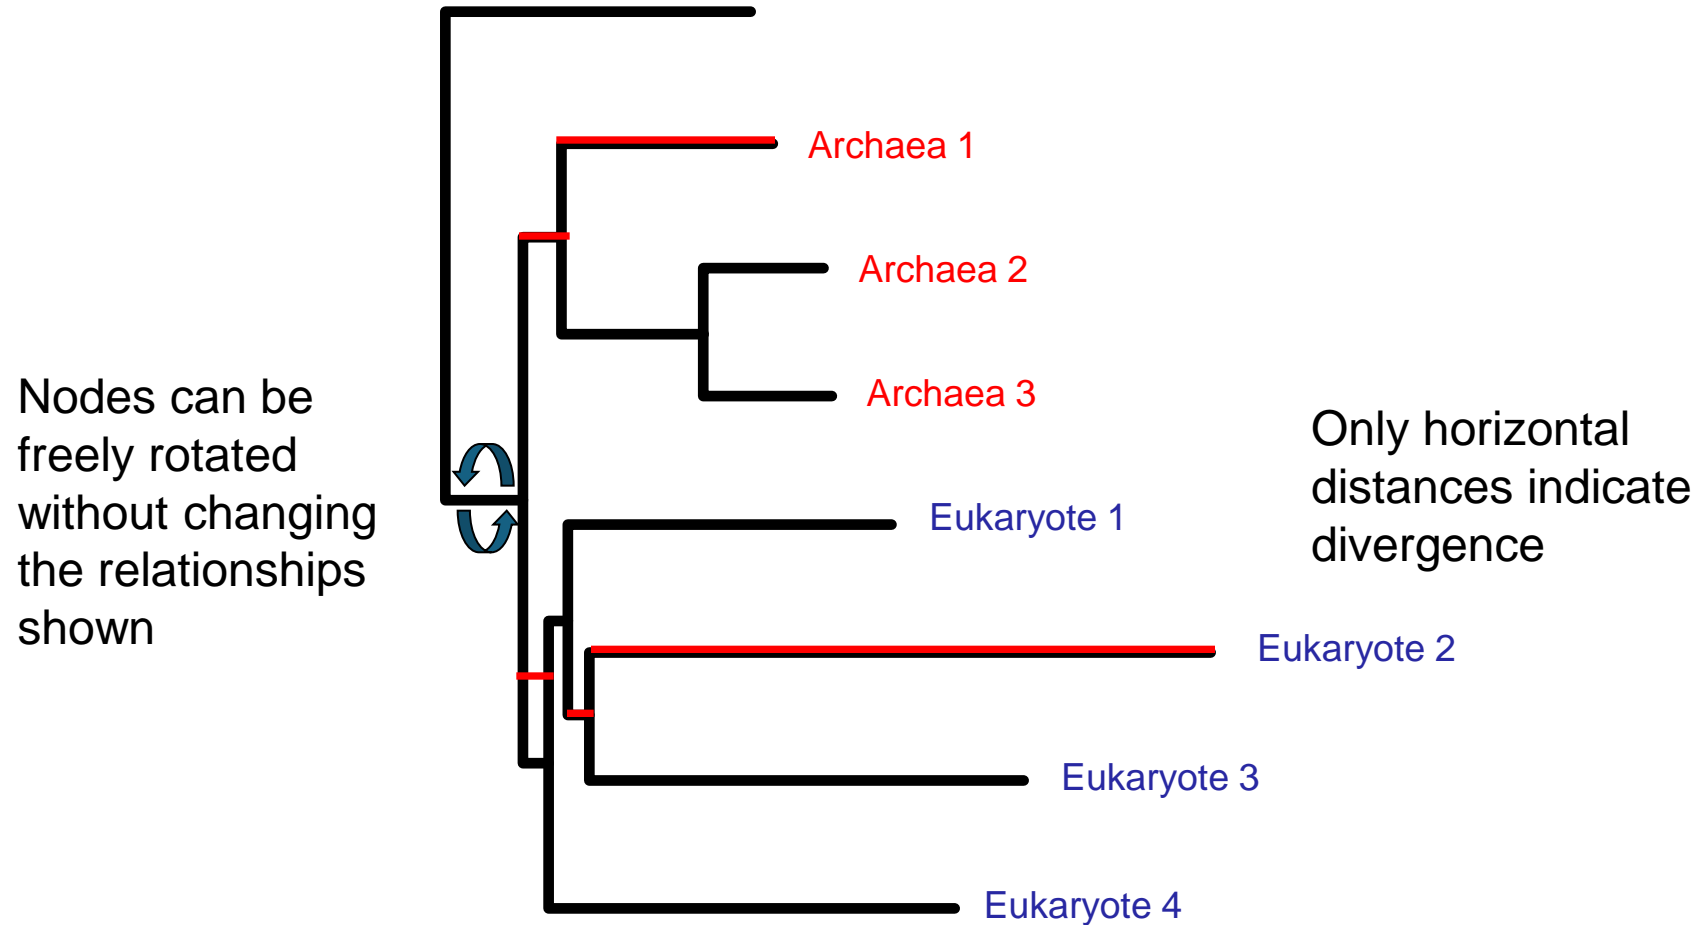 Archaea 1
Archaea 2
Archaea 3
Nodes can be
freely rotated
without changing
the relationships
shown
Only horizontal
distances indicate
divergence
Eukaryote 1
Eukaryote 2
Eukaryote 3
Eukaryote 4